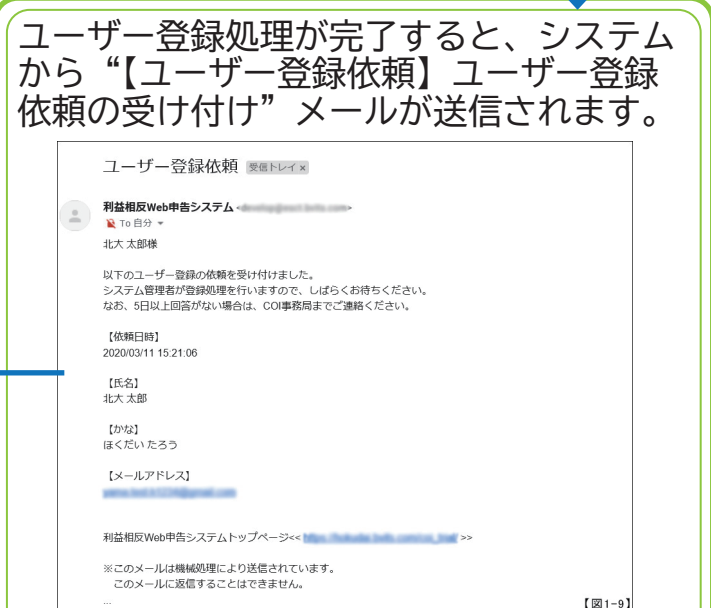 ユーザー登録処理が完了すると、システム
から“【ユーザー登録依頼】ユーザー登録
依頼の受け付け”メールが送信されます。
ユーザー登録依頼 受信トレイ ×
利益相反Web申告システム
To 自分
北大 太郎様
以下のユーザー登録の依頼を受け付けました。
システム管理者が登録処理を行いますので、しばらくお待ちください。
なお、5日以上回答がない場合は、COI事務局までご連絡ください。
【依頼日時】
2020/03/11 15:21:06
【氏名】
北大 太郎
【かな】
ほくだい たろう
【メールアドレス】
利益相反Web申告システムトップページ<< >>
※このメールは機械処理により送信されています。
このメールに返信することはできません。
...
【図1-9】